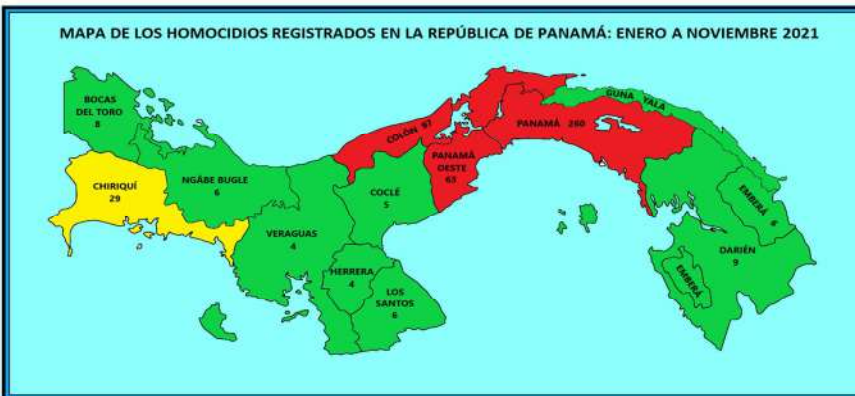 MAPA DE LOS HOMOCIDIOS REGISTRADOS EN LA REPÚBLICA DE PANAMÁ: ENERO A NOVIEMBRE 2021
BOCAS
DEL TORO
8
CHIRIQUÍ
29
NGÁBE BUGLE
6
VERAGUAS
4
HERRERA
4
LOS
SANTOS
6
COCLÉ
5
COLÓN 97
PANAMÁ
OESTE
63
PANAMÁ 260
GUNA YALA
EMBERÁ 6
DARIÉN
9
EMBERÁ